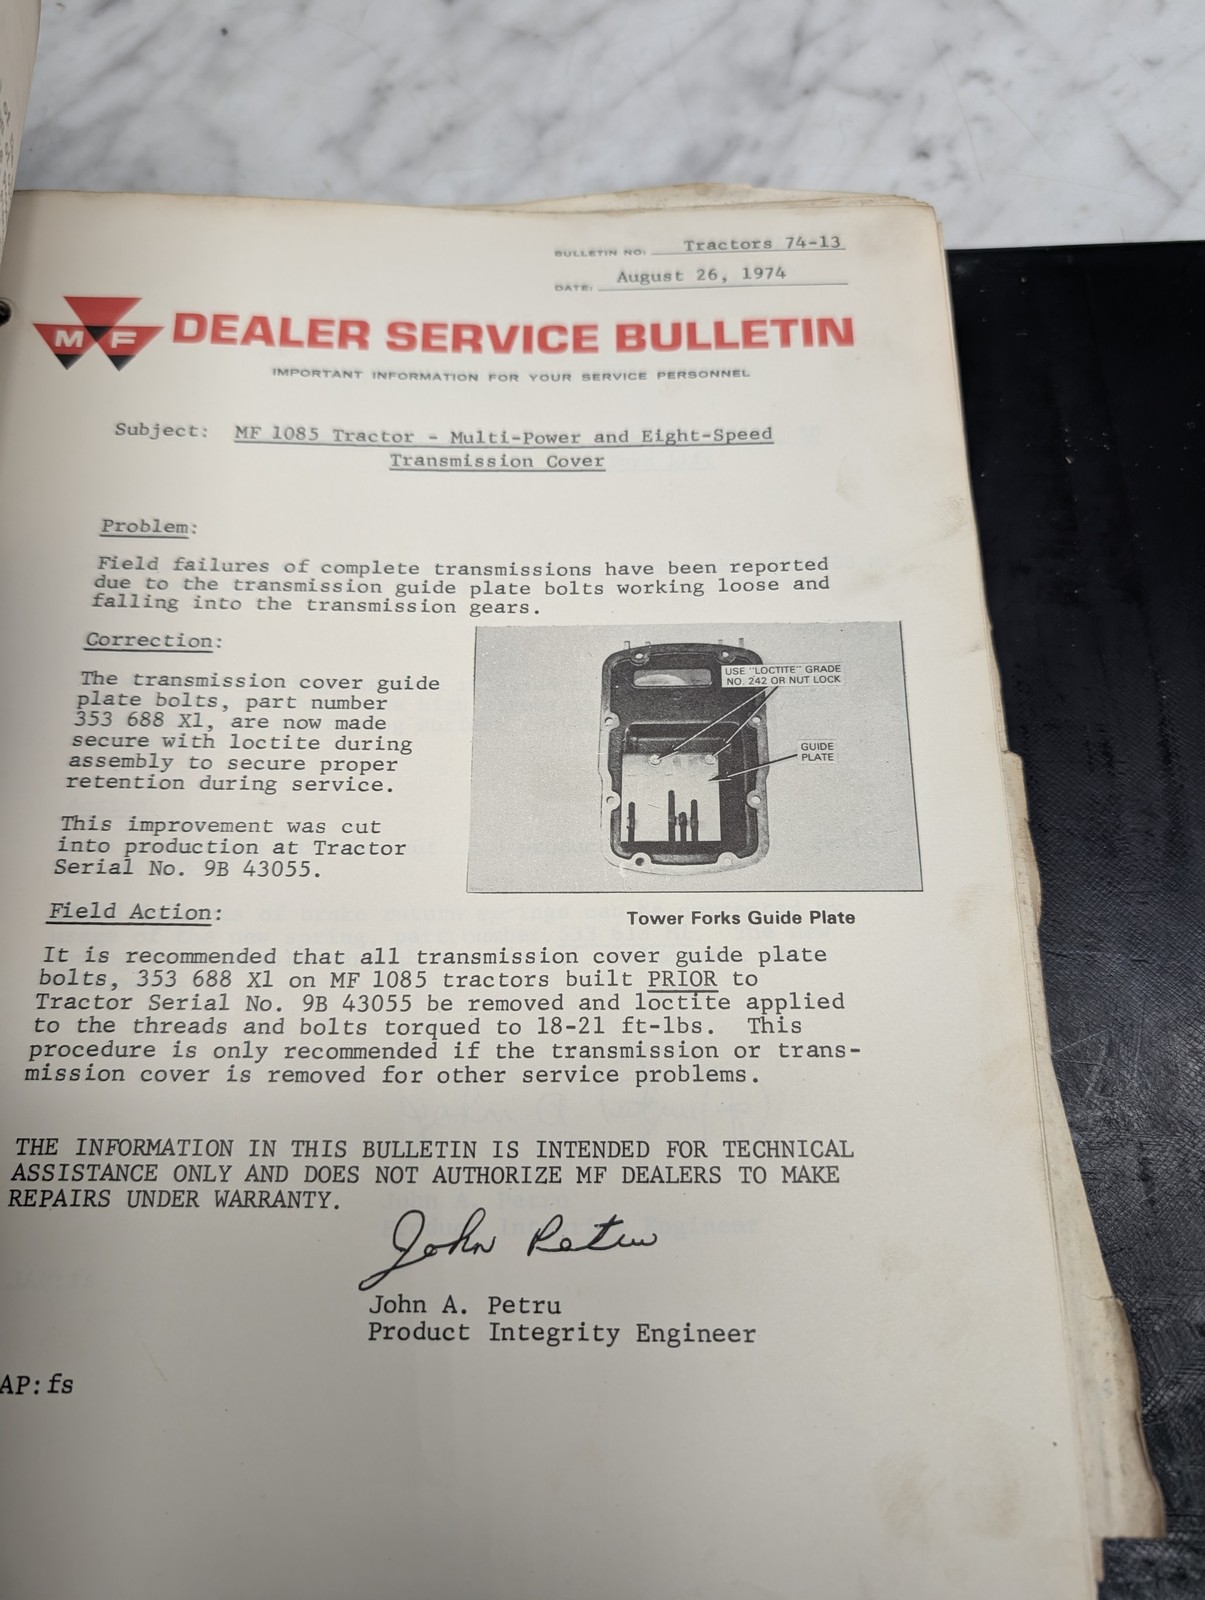 BULLETIN NO: Tractors 74-13
DATE: August 26, 1974
MF DEALER SERVICE BULLETIN
IMPORTANT INFORMATION FOR YOUR SERVICE PERSONNEL
Subject: MF 1085 Tractor - Multi-Power and Eight-Speed
Transmission Cover
Problem:
Field failures of complete transmissions have been reported
due to the transmission guide plate bolts working loose and
falling into the transmission gears.
Correction:
The transmission cover guide
plate bolts, part number
353 688 X1, are now made
secure with loctite during
assembly to secure proper
retention during service.
This improvement was cut
into production at Tractor
Serial No. 9B 43055.
USE "LOCTITE" GRADE
NO. 242 OR NUT LOCK
GUIDE
PLATE
Tower Forks Guide Plate
Field Action:
It is recommended that all transmission cover guide plate
bolts, 353 688 X1 on MF 1085 tractors built PRIOR to
Tractor Serial No. 9B 43055 be removed and loctite applied
to the threads and bolts torqued to 18-21 ft-lbs. This
procedure is only recommended if the transmission or trans-
mission cover is removed for other service problems.
THE INFORMATION IN THIS BULLETIN IS INTENDED FOR TECHNICAL
ASSISTANCE ONLY AND DOES NOT AUTHORIZE MF DEALERS TO MAKE
REPAIRS UNDER WARRANTY.
John Petru
John A. Petru
Product Integrity Engineer
AP:fs